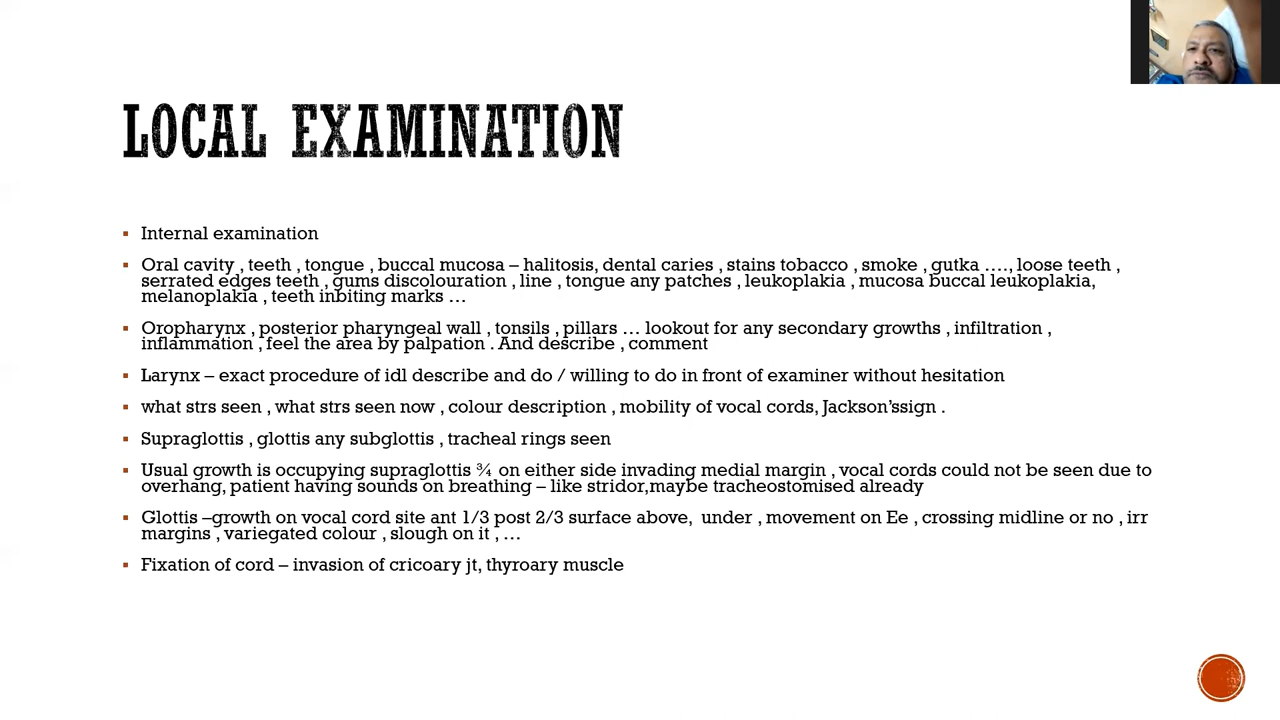 LOCAL EXAMINATION
Internal examination
Oral cavity , teeth , tongue , buccal mucosa – halitosis, dental caries , stains tobacco , smoke , gutka …., loose teeth ,
serrated edges teeth , gums discolouration , line , tongue any patches , leukoplakia , mucosa buccal leukoplakia,
melanoplakia , teeth inbiting marks …
Oropharynx , posterior pharyngeal wall , tonsils , pillars … lookout for any secondary growths , infiltration ,
inflammation , feel the area by palpation . And describe , comment
Larynx – exact procedure of idl describe and do / willing to do in front of examiner without hesitation
what strs seen , what strs seen now , colour description , mobility of vocal cords, Jackson'ssign .
Supraglottis , glottis any subglottis , tracheal rings seen
Usual growth is occupying supraglottis ¾ on either side invading medial margin , vocal cords could not be seen due to
overhang, patient having sounds on breathing – like stridor,maybe tracheostomised already
Glottis –growth on vocal cord site ant 1/3 post 2/3 surface above,  under , movement on Ee , crossing midline or no , irr
margins , variegated colour , slough on it , …
Fixation of cord – invasion of cricoary jt, thyroary muscle